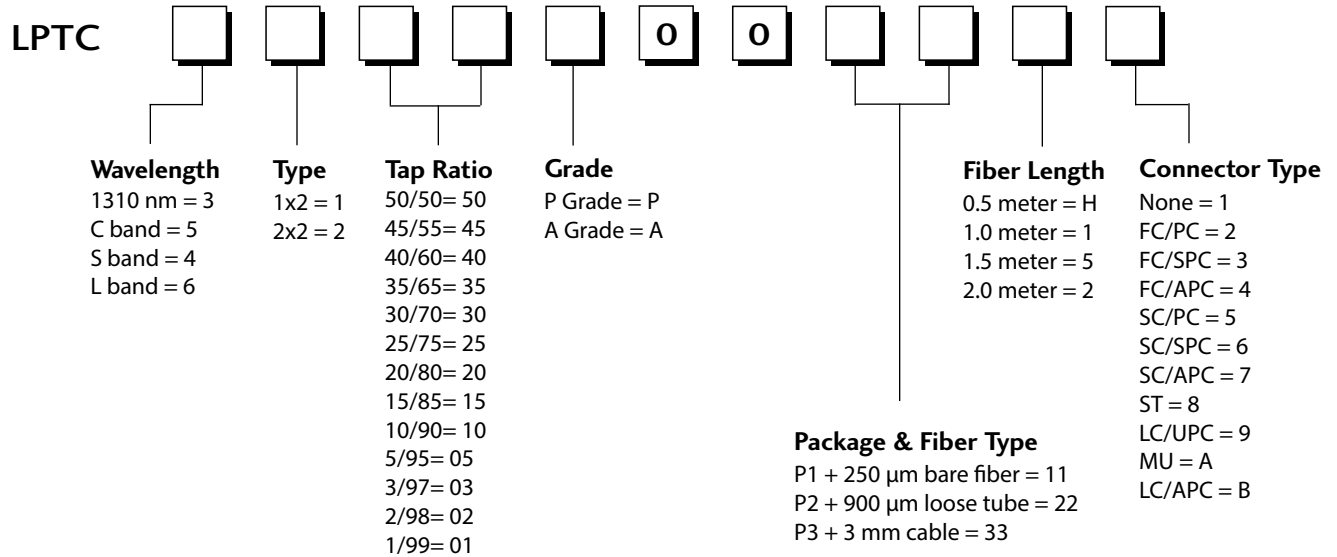 LPTC 0 0
Wavelength
1310 nm = 3
C band = 5
S band = 4
L band = 6
Type
1x2 = 1
2x2 = 2
Tap Ratio
50/50= 50
45/55= 45
40/60= 40
35/65= 35
30/70= 30
25/75= 25
20/80= 20
15/85= 15
10/90= 10
5/95= 05
3/97= 03
2/98= 02
1/99= 01
Grade
P Grade = P
A Grade = A
Package & Fiber Type
P1 + 250 µm bare fiber = 11
P2 + 900 µm loose tube = 22
P3 + 3 mm cable = 33
Fiber Length
0.5 meter = H
1.0 meter = 1
1.5 meter = 5
2.0 meter = 2
Connector Type
None = 1
FC/PC = 2
FC/SPC = 3
FC/APC = 4
SC/PC = 5
SC/SPC = 6
SC/APC = 7
ST = 8
LC/UPC = 9
MU = A
LC/APC = B